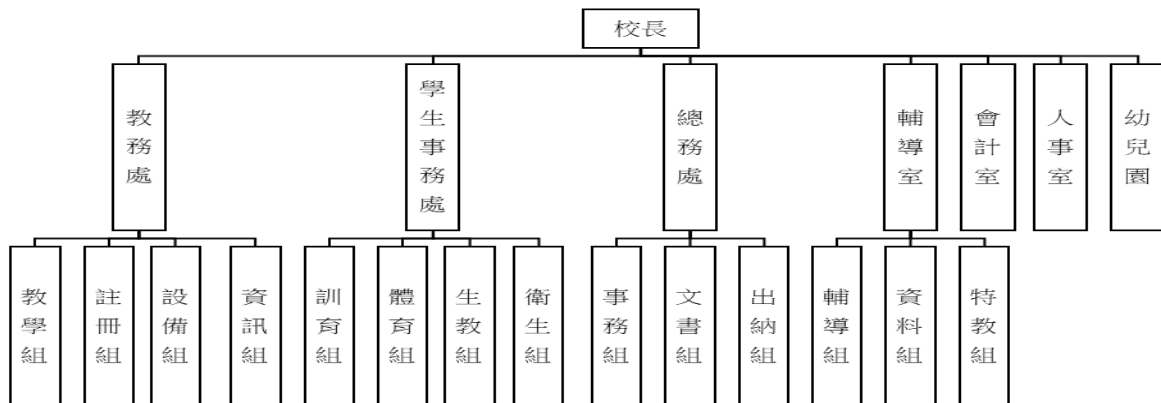 校長
教務處
學生事務處
總務處
輔導室
會計室
人事室
幼兒園
教學組
註冊組
設備組
資訊組
訓育組
體育組
生教組
衛生組
事務組
文書組
出納組
輔導組
資料組
特教組